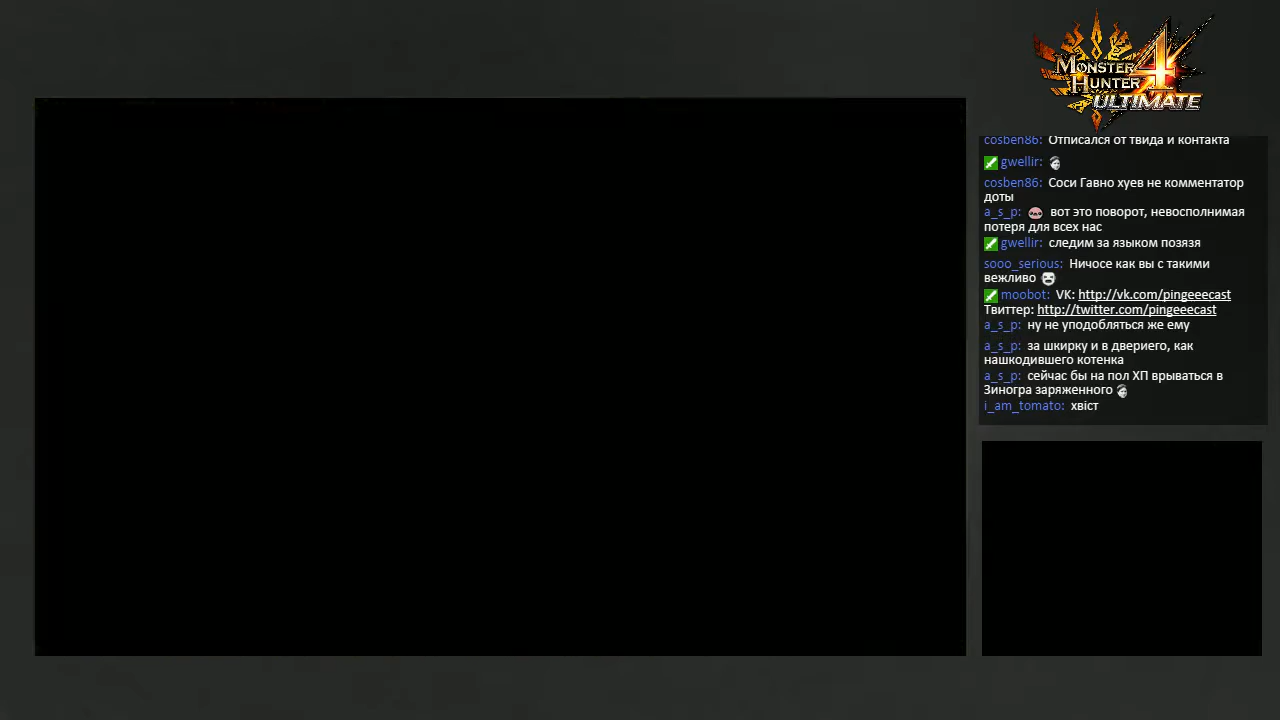 MONSTER
HUNTER
4
ULTIMATE
cosben86: Отписался от твида и контакта
gwellir:
cosben86: Соси Гавно хуев не комментатор
доты
a_s_p: вот это поворот, невосполнимая
потеря для всех нас
gwellir: следим за языком позязя
sooo_serious: Ничосе как вы с такими
вежливо
moobot: VK: http://vk.com/pingeeecast
Твиттер: http://twitter.com/pingeeecast
a_s_p: ну не уподобляться же ему
a_s_p: за шкирку и в двериего, как
нашкодившего котенка
a_s_p: сейчас бы на пол ХП врываться в
Зиногра заряженного
i_am_tomato: хвіст